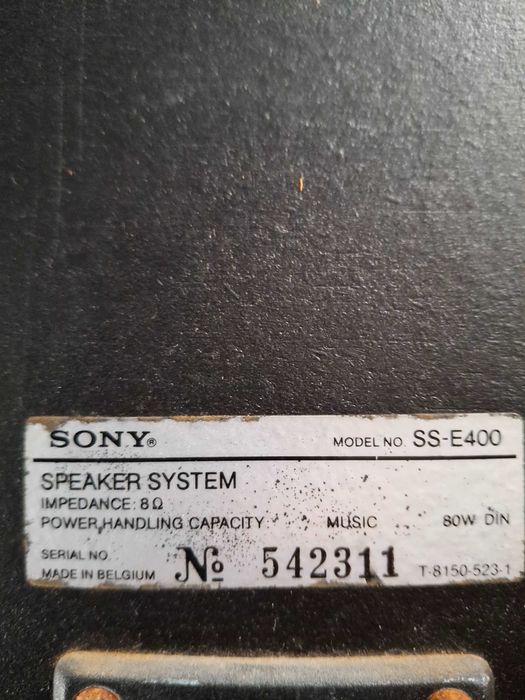 SONY®
MODEL NO. SS-E400
SPEAKER SYSTEM
IMPEDANCE: 8Ω
POWER HANDLING CAPACITY MUSIC 80W DIN
SERIAL NO.
MADE IN BELGIUM № 542311 T-8150-523-1